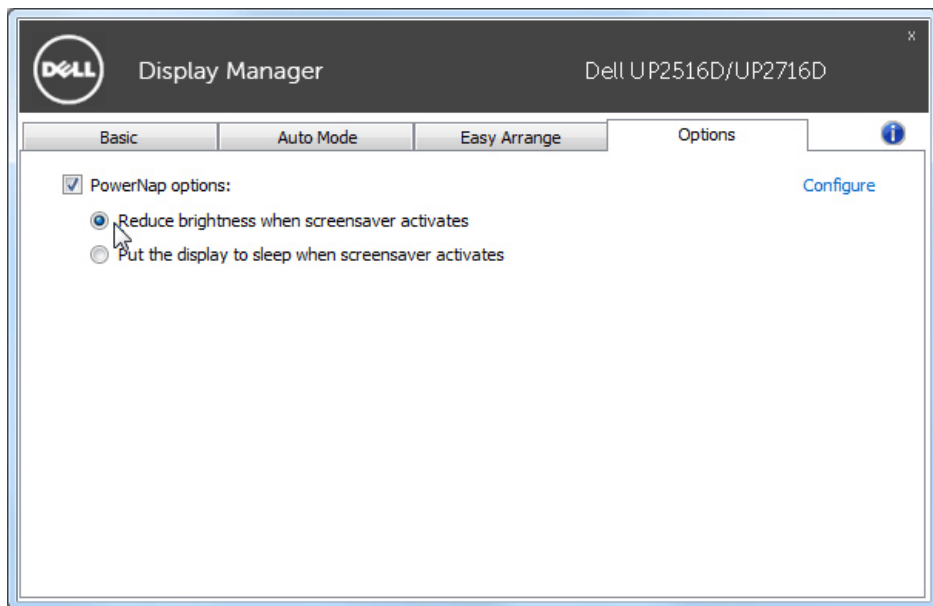 x
DELL
Display Manager
Dell UP2516D/UP2716D
Basic
Auto Mode
Easy Arrange
Options
i
PowerNap options:
Configure
Reduce brightness when screensaver activates
Put the display to sleep when screensaver activates